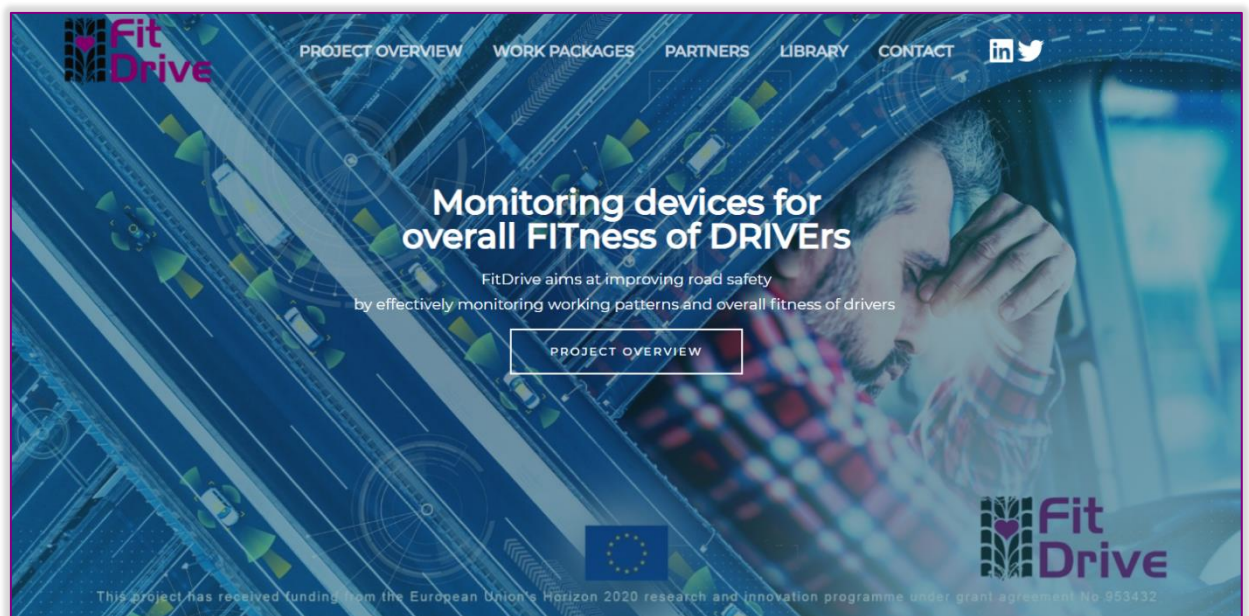 Fit
Drive
PROJECT OVERVIEW WORK PACKAGES PARTNERS LIBRARY CONTACT in
Monitoring devices for
overall FITness of DRIVErs
FitDrive aims at improving road safety
by effectively monitoring working patterns and overall fitness of drivers
PROJECT OVERVIEW
Fit
Drive
This project has received funding from the European Union's Horizon 2020 research and innovation programme under grant agreement No 953432